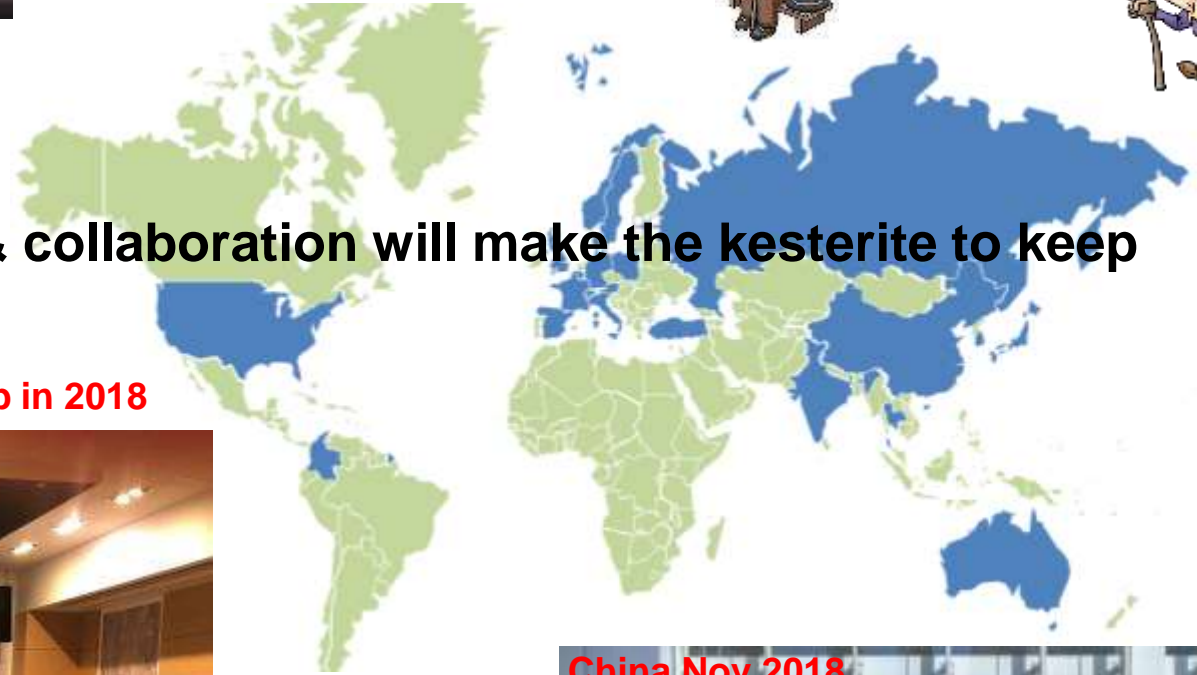 & collaboration will make the kesterite to keep
in 2018
China Nov 2018